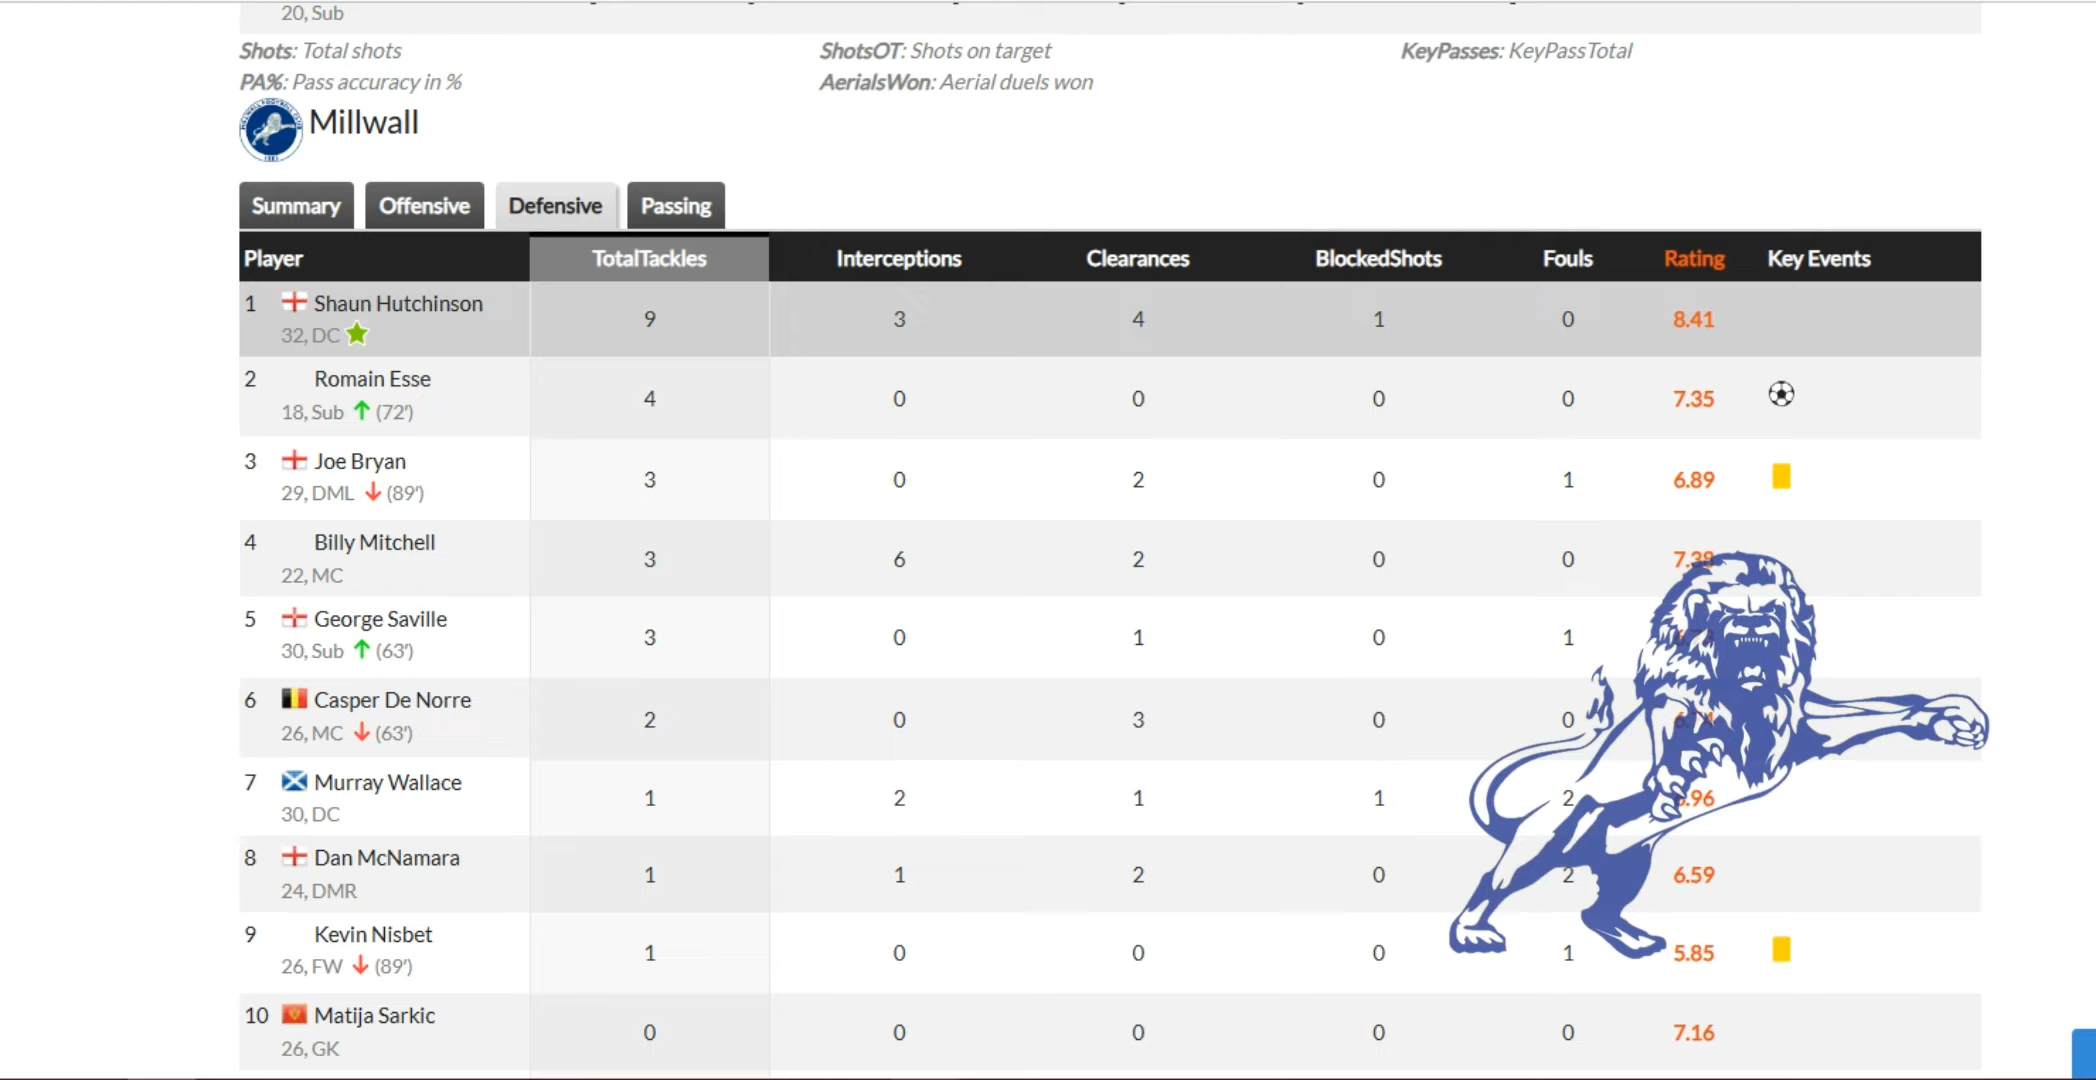 20, Sub
Shots: Total shots ShotsOT: Shots on target KeyPasses: KeyPassTotal
PA%: Pass accuracy in % AerialsWon: Aerial duels won
Millwall
Summary Offensive Defensive Passing
Player TotalTackles Interceptions Clearances BlockedShots Fouls Rating Key Events
1 Shaun Hutchinson
32, DC 9 3 4 1 0 8.41
2 Romain Esse
18, Sub (72') 4 0 0 0 0 7.35
3 Joe Bryan
29, DML (89') 3 0 2 0 1 6.89
4 Billy Mitchell
22, MC 3 6 2 0 0
5 George Saville
30, Sub (63') 3 0 1 0 1
6 Casper De Norre
26, MC (63') 2 0 3 0 0
7 Murray Wallace
30, DC 1 2 1 1 2
8 Dan McNamara
24, DMR 1 1 2 0 2 6.59
9 Kevin Nisbet
26, FW (89') 1 0 0 0 1 5.85
10 Matija Sarkic
26, GK 0 0 0 0 0 7.16